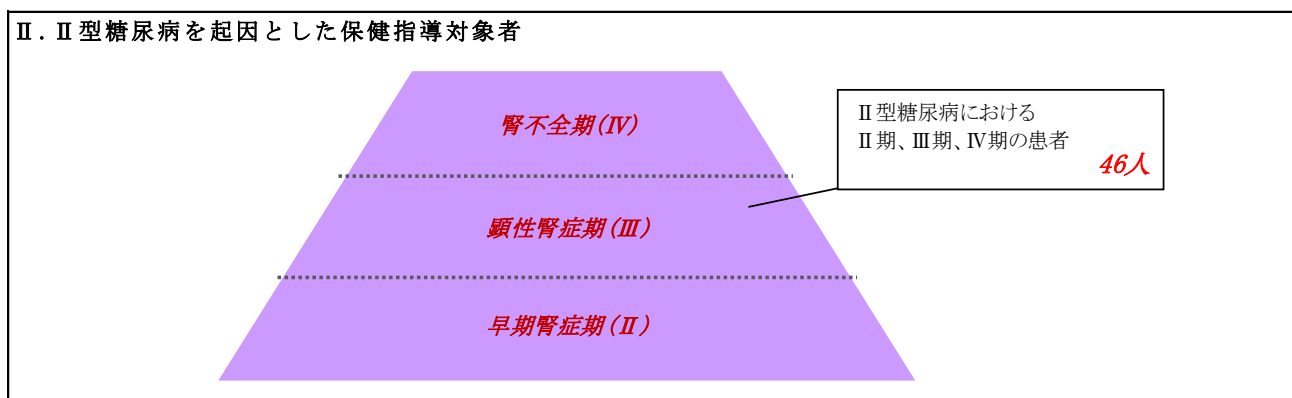 Ⅱ.Ⅱ型糖尿病を起因とした保健指導対象者
腎不全期(Ⅳ)
Ⅱ型糖尿病における
Ⅱ期、Ⅲ期、Ⅳ期の患者
46人
顕性腎症期(Ⅲ)
早期腎症期(Ⅱ)